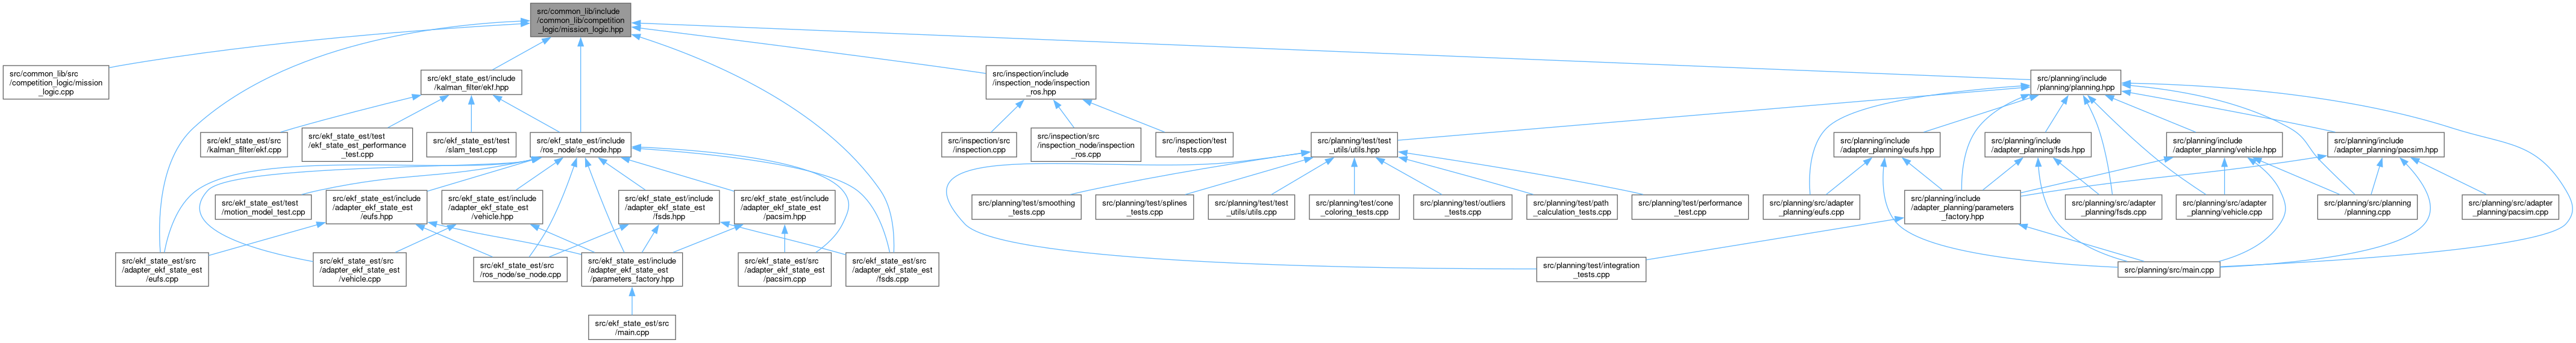 src/common_lib/include
/common_lib/competition
_logic/mission_logic.hpp
src/common_lib/src
/competition_logic/mission
_logic.cpp
src/ekf_state_est/include
/kalman_filter/ekf.hpp
src/inspection/include
/inspection_node/inspection
_ros.hpp
src/planning/include
/planning/planning.hpp
src/ekf_state_est/src
/kalman_filter/ekf.cpp
src/ekf_state_est/test
/ekf_state_est_performance
_test.cpp
src/ekf_state_est/test
/slam_test.cpp
src/ekf_state_est/include
/ros_node/se_node.hpp
src/inspection/src
/inspection.cpp
src/inspection/src
/inspection_node/inspection
_ros.cpp
src/inspection/test
/tests.cpp
src/planning/test/test
_utils/utils.hpp
src/planning/include
/adapter_planning/eufs.hpp
src/planning/include
/adapter_planning/fsds.hpp
src/planning/include
/adapter_planning/vehicle.hpp
src/planning/include
/adapter_planning/pacsim.hpp
src/ekf_state_est/test
/motion_model_test.cpp
src/ekf_state_est/include
/adapter_ekf_state_est
/eufs.hpp
src/ekf_state_est/include
/adapter_ekf_state_est
/vehicle.hpp
src/ekf_state_est/include
/adapter_ekf_state_est
/fsds.hpp
src/ekf_state_est/include
/adapter_ekf_state_est
/pacsim.hpp
src/planning/test/smoothing
_tests.cpp
src/planning/test/splines
_tests.cpp
src/planning/test/test
_utils/utils.cpp
src/planning/test/cone
_coloring_tests.cpp
src/planning/test/outliers
_tests.cpp
src/planning/test/path
_calculation_tests.cpp
src/planning/test/performance
_test.cpp
src/planning/src/adapter
_planning/eufs.cpp
src/planning/include
/adapter_planning/parameters
_factory.hpp
src/planning/src/adapter
_planning/fsds.cpp
src/planning/src/adapter
_planning/vehicle.cpp
src/planning/src/planning
/planning.cpp
src/planning/src/adapter
_planning/pacsim.cpp
src/ekf_state_est/src
/adapter_ekf_state_est
/eufs.cpp
src/ekf_state_est/src
/adapter_ekf_state_est
/vehicle.cpp
src/ekf_state_est/src
/ros_node/se_node.cpp
src/ekf_state_est/include
/adapter_ekf_state_est
/parameters_factory.hpp
src/ekf_state_est/src
/adapter_ekf_state_est
/pacsim.cpp
src/ekf_state_est/src
/adapter_ekf_state_est
/fsds.cpp
src/planning/test/integration
_tests.cpp
src/planning/src/main.cpp
src/ekf_state_est/src
/main.cpp